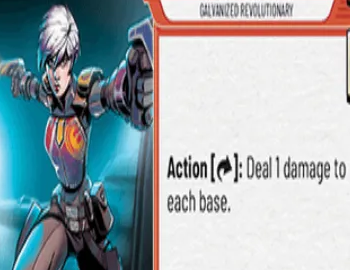 GALVANIZED REVOLUTIONARY
Action [↷]: Deal 1 damage to
each base.